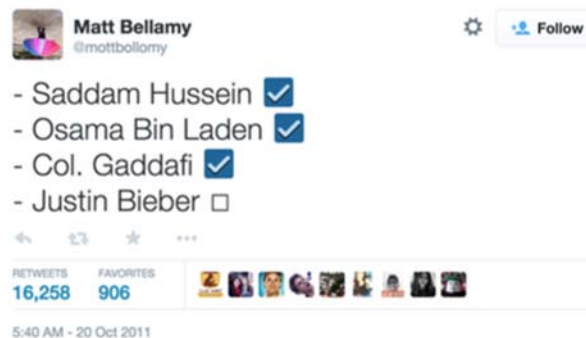 Matt Bellamy
@mottbollomy
Follow
- Saddam Hussein ☑
- Osama Bin Laden ☑
- Col. Gaddafi ☑
- Justin Bieber ☐
RETWEETS FAVORITES
16,258 906
5:40 AM - 20 Oct 2011